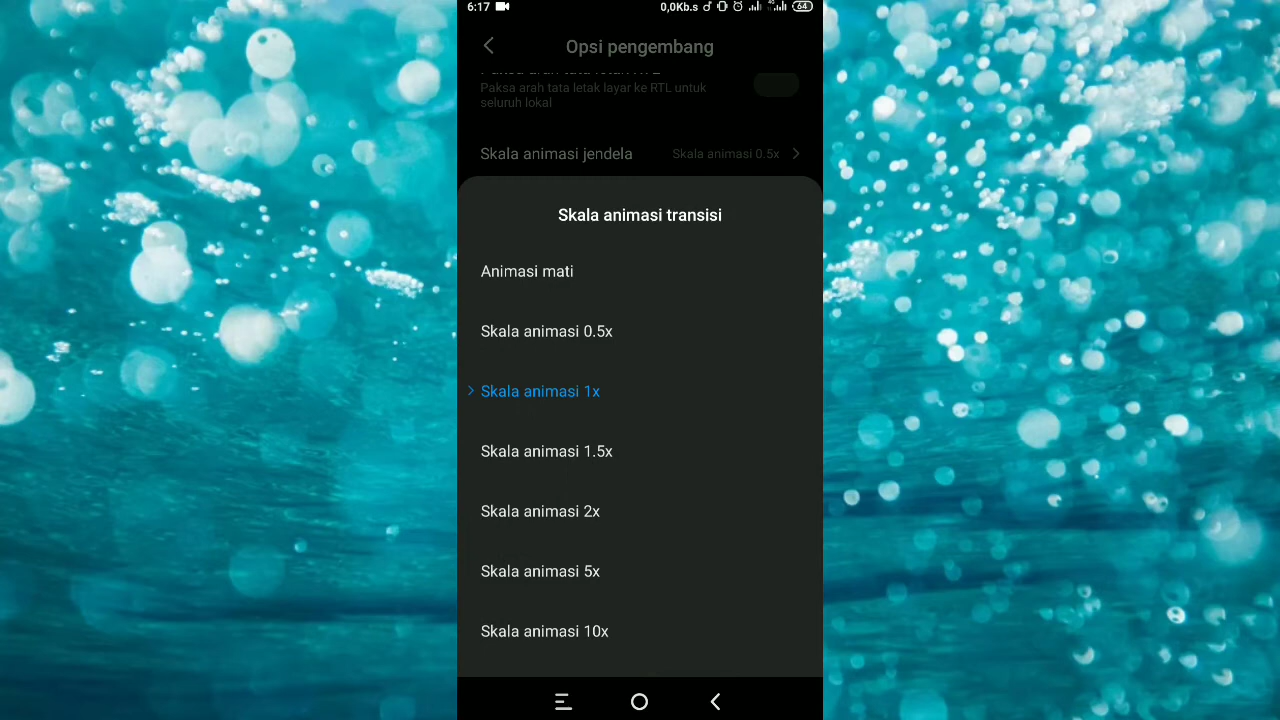 6:17
0,0Kb.s
64
Opsi pengembang
Paksa arah tata letak layar ke RTL untuk
seluruh lokal
Skala animasi jendela
Skala animasi 0.5x
Skala animasi transisi
Animasi mati
Skala animasi 0.5x
Skala animasi 1x
Skala animasi 1.5x
Skala animasi 2x
Skala animasi 5x
Skala animasi 10x